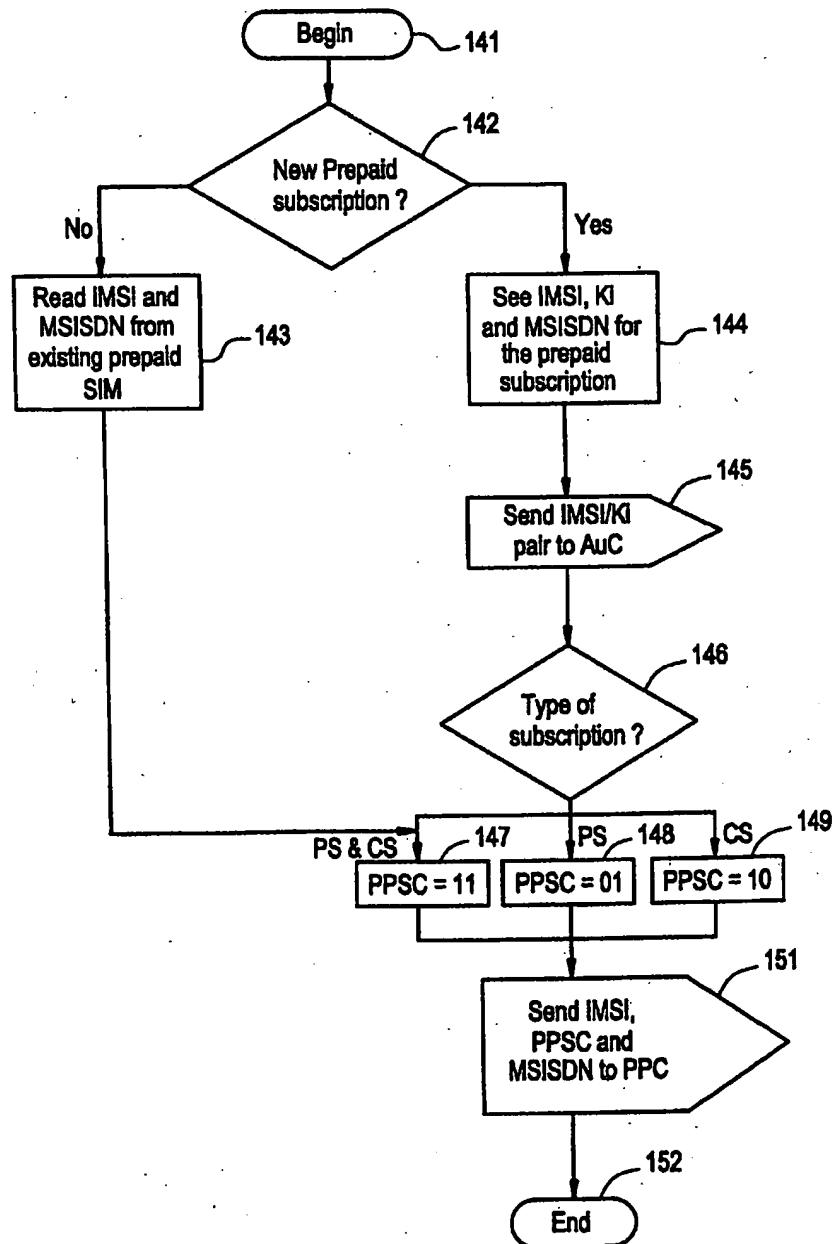 Begin
141
142
New Prepaid
subscription ?
No
Yes
Read IMSI and
MSISDN from
existing prepaid
SIM
143
See IMSI, Ki
and MSISDN for
the prepaid
subscription
144
145
Send IMSI/Ki
pair to AuC
146
Type of
subscription ?
PS & CS
147
PS
148
CS
149
PPSC = 11
PPSC = 01
PPSC = 10
151
Send IMSI,
PPSC and
MSISDN to PPC
152
End